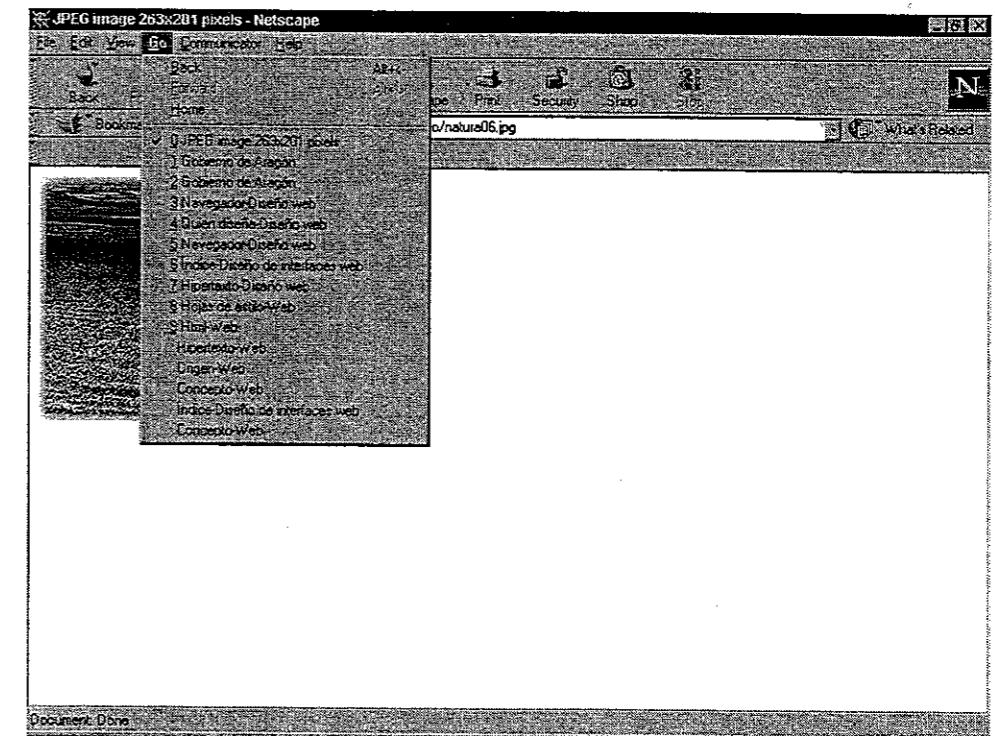 JPEG image 263x201 pixels - Netscape
File Edit View Go Communicator Help
Back Alt+
Forward
Home
Back Print Security Shop Stop
N
o/natura06.jpg
What's Related
✓ 0 JPEG image 263x201 pixels
1 Gobierno de Aragón
2 Gobierno de Aragón
3 Navegador-Diseño web
4 Quien diseña-Diseño web
5 Navegador-Diseño web
6 Indice-Diseño de interfaces web
7 Hipertexto-Diseño web
8 Hojas de estilo-Web
9 Html-Web
Hipertexto-Web
Origen-Web
Concepto-Web
Indice-Diseño de interfaces web
Concepto-Web
Document: Done